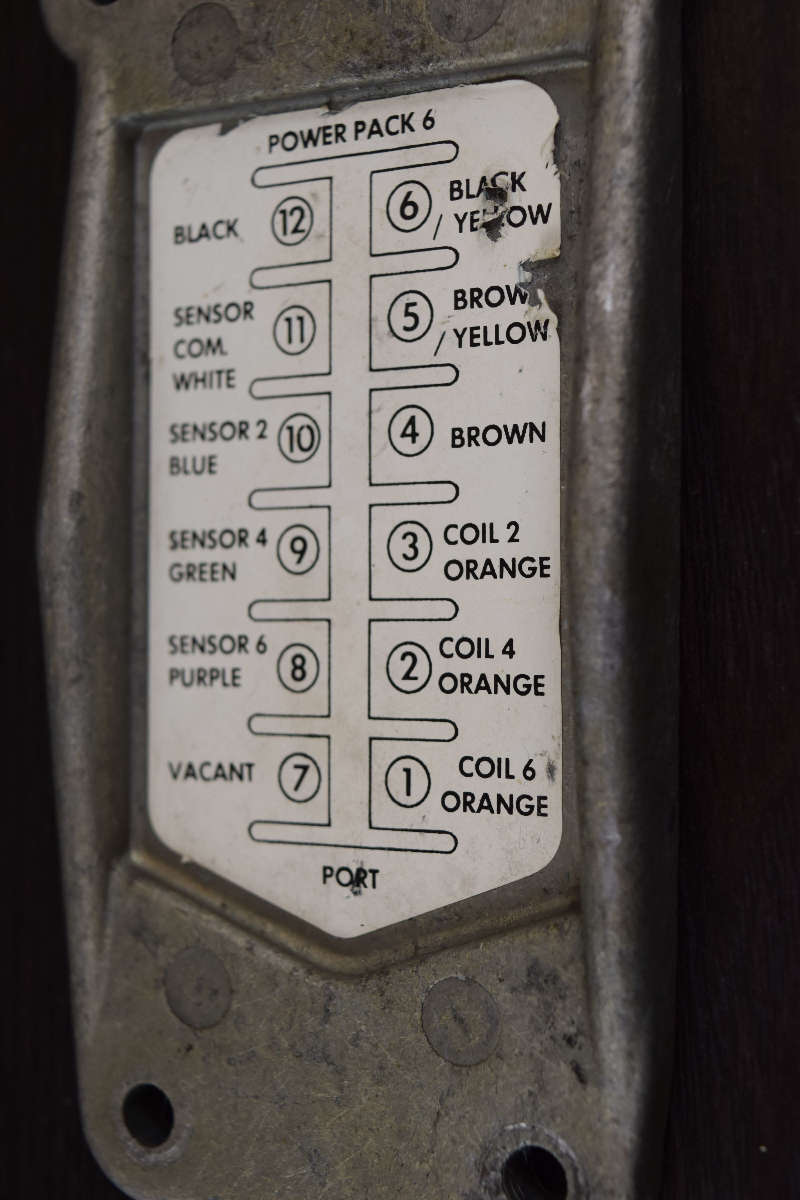 POWER PACK 6
BLACK 12
6 BLACK
/ YELLOW
SENSOR
COM.
WHITE
11
5 BROWN
/ YELLOW
SENSOR 2
BLUE
10
4 BROWN
SENSOR 4
GREEN
9
3 COIL 2
ORANGE
SENSOR 6
PURPLE
8
2 COIL 4
ORANGE
VACANT 7
1 COIL 6
ORANGE
PORT